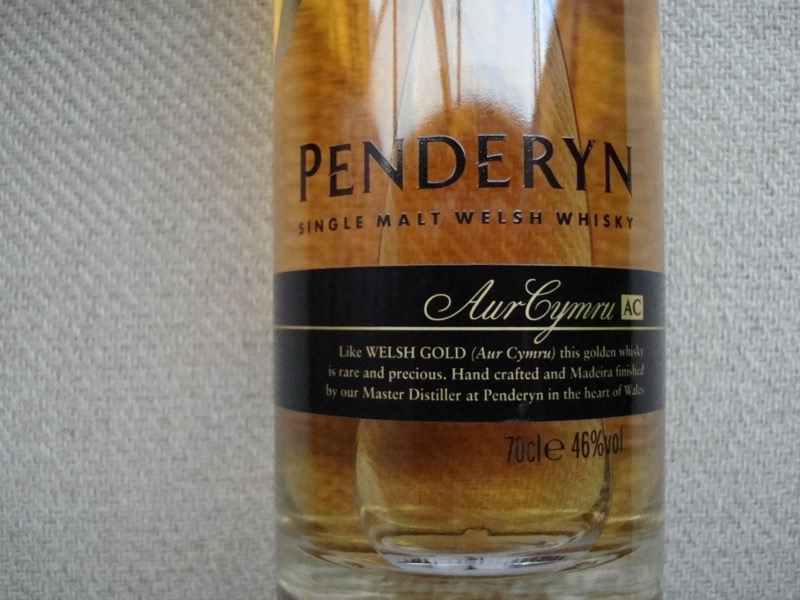 PENDERYN
SINGLE MALT WELSH WHISKY
Aur Cymru AC
Like WELSH GOLD (Aur Cymru) this golden whisky
is rare and precious. Hand crafted and Madeira finished
by our Master Distiller at Penderyn in the heart of Wales
70cl e 46%vol